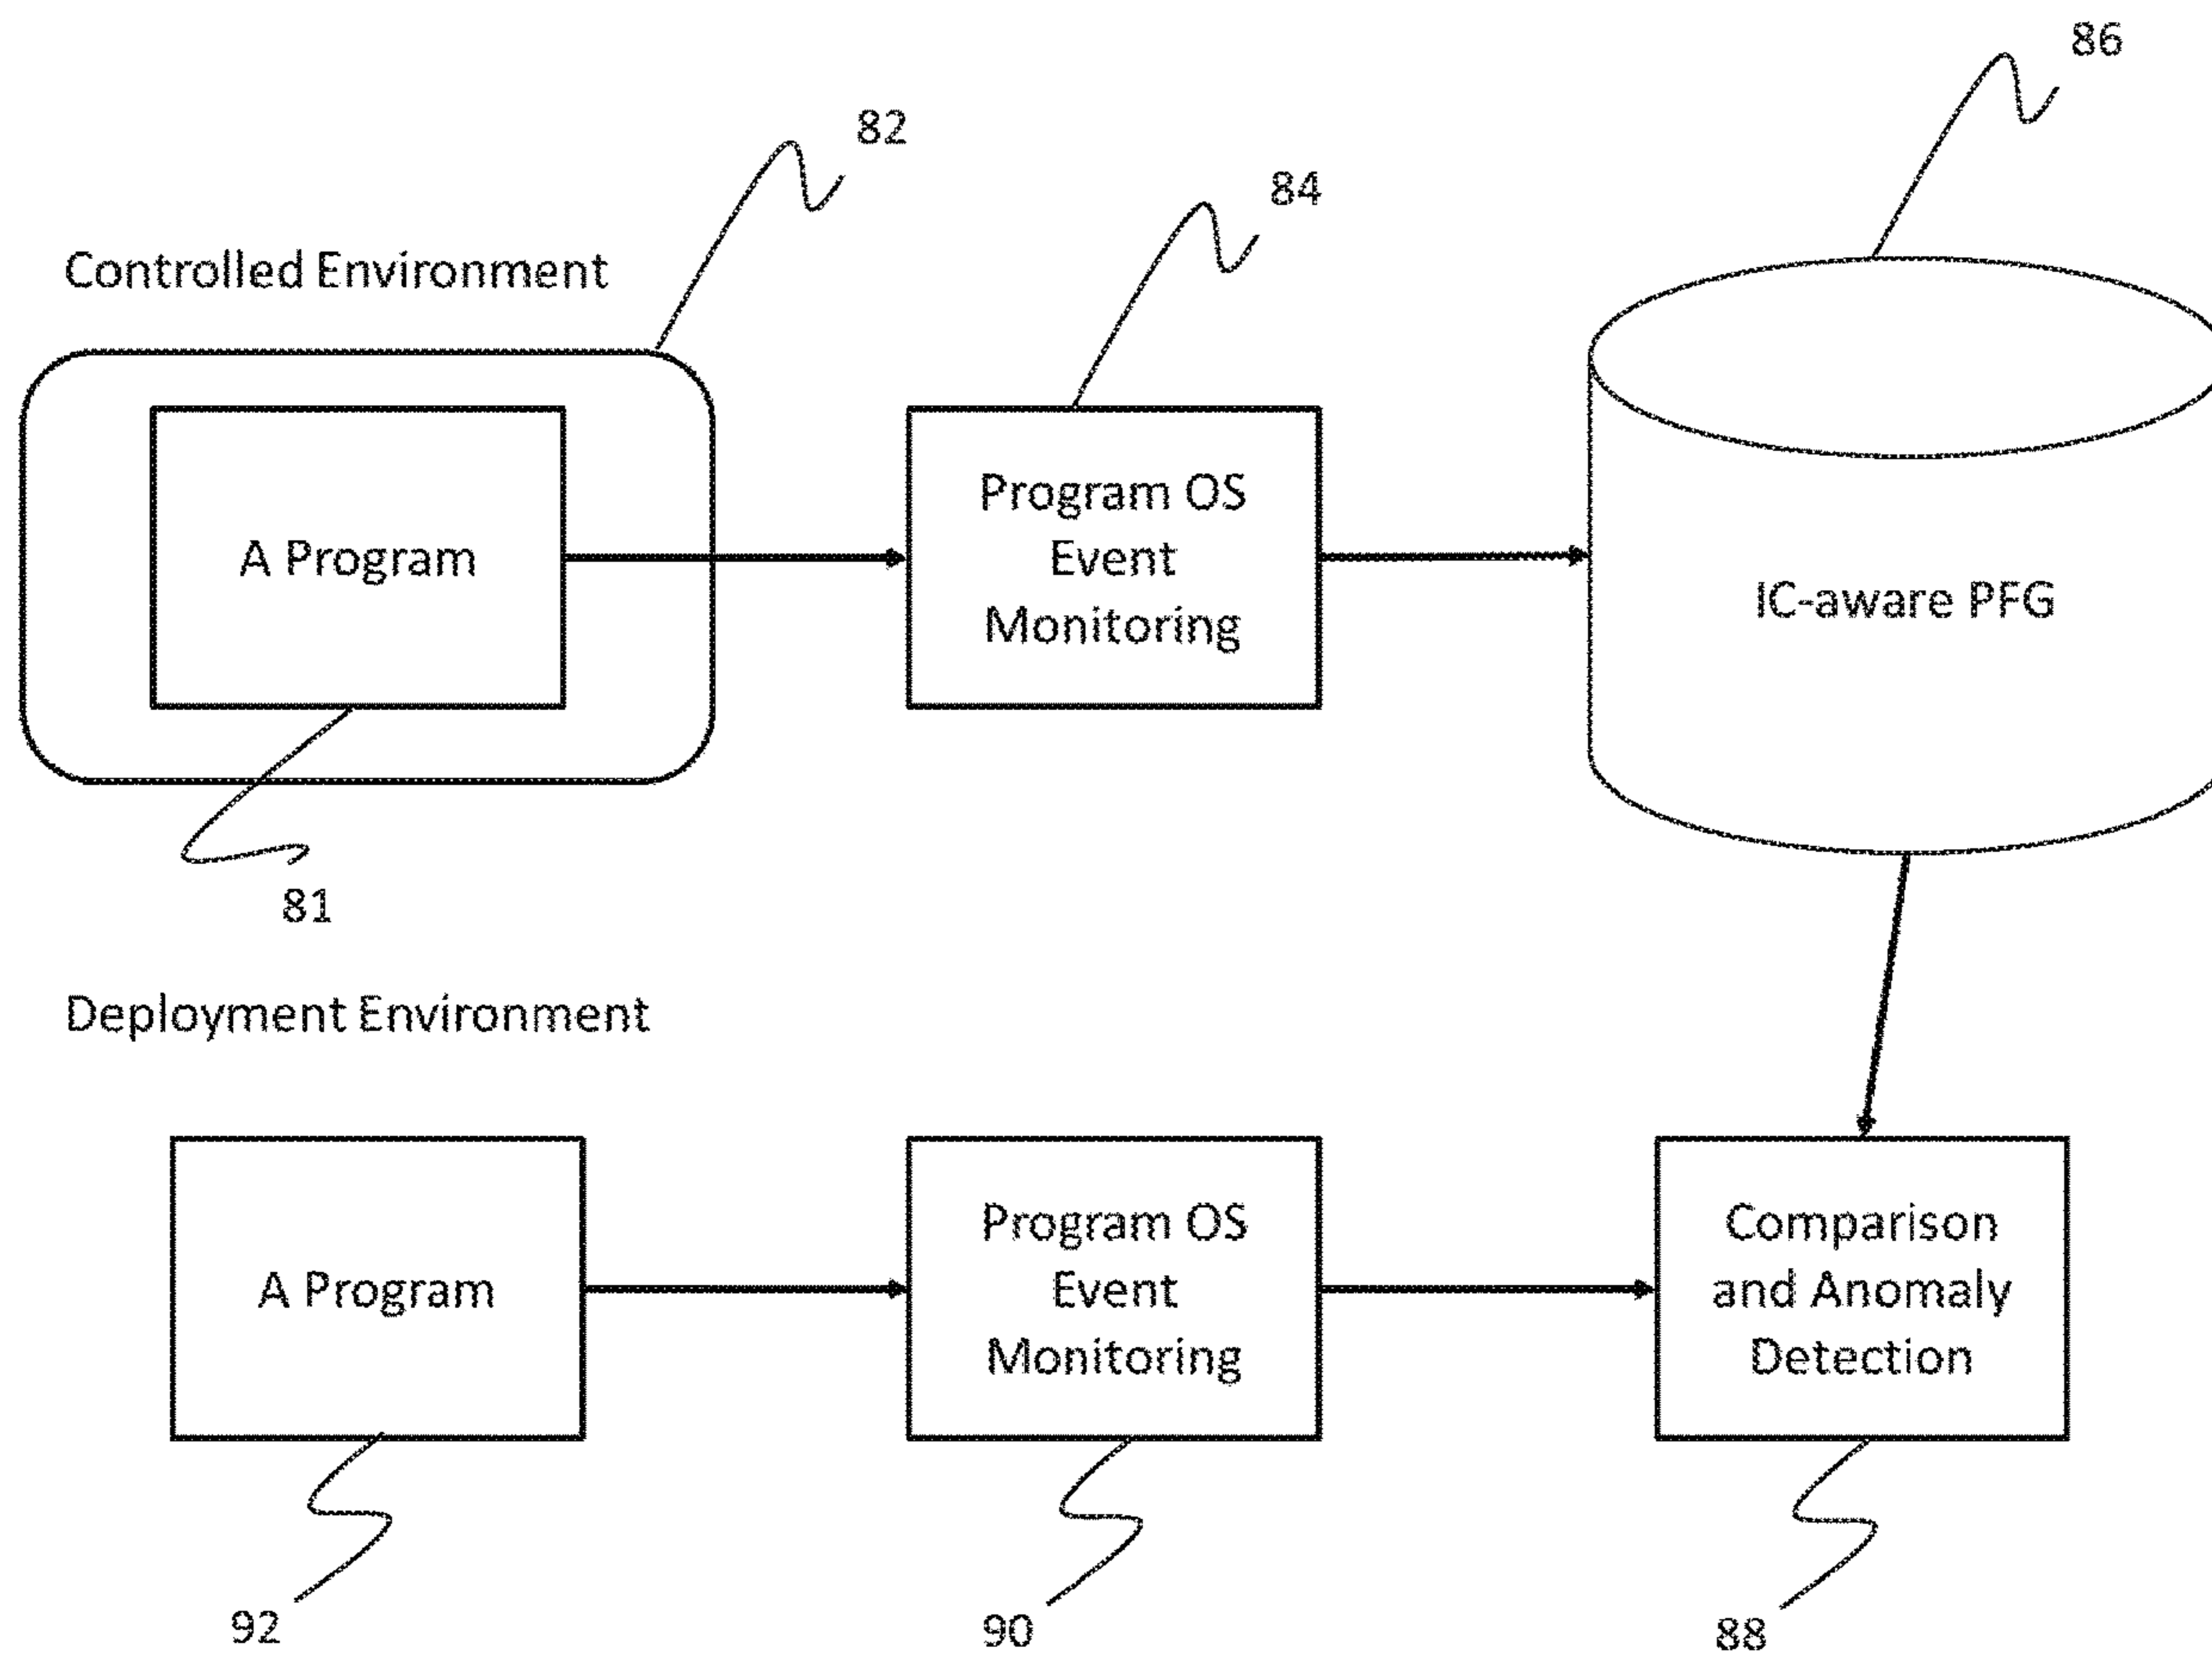 86
82
84
Controlled Environment
A Program
Program OS
Event
Monitoring
IC-aware PFG
81
Deployment Environment
A Program
Program OS
Event
Monitoring
Comparison
and Anomaly
Detection
92
90
88